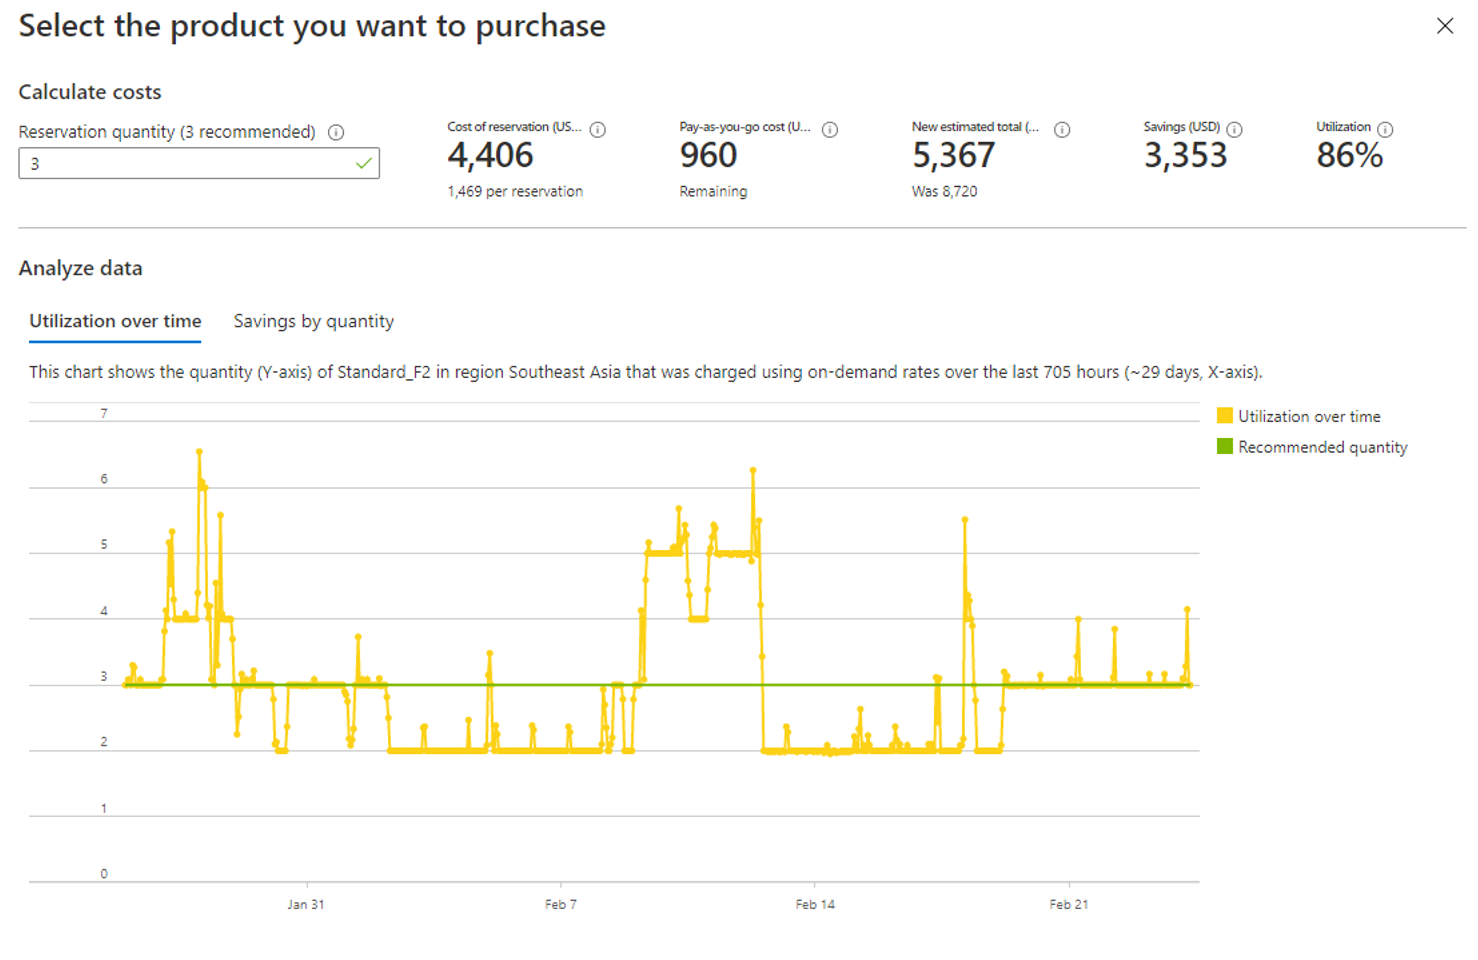 Select the product you want to purchase
Calculate costs
Reservation quantity (3 recommended)
3
Cost of reservation (US...
4,406
1,469 per reservation
Pay-as-you-go cost (U...
960
Remaining
New estimated total (...
5,367
Was 8,720
Savings (USD)
3,353
Utilization
86%
Analyze data
Utilization over time
Savings by quantity
This chart shows the quantity (Y-axis) of Standard_F2 in region Southeast Asia that was charged using on-demand rates over the last 705 hours (~29 days, X-axis).
7
6
5
4
3
2
1
0
Jan 31
Feb 7
Feb 14
Feb 21
Utilization over time
Recommended quantity